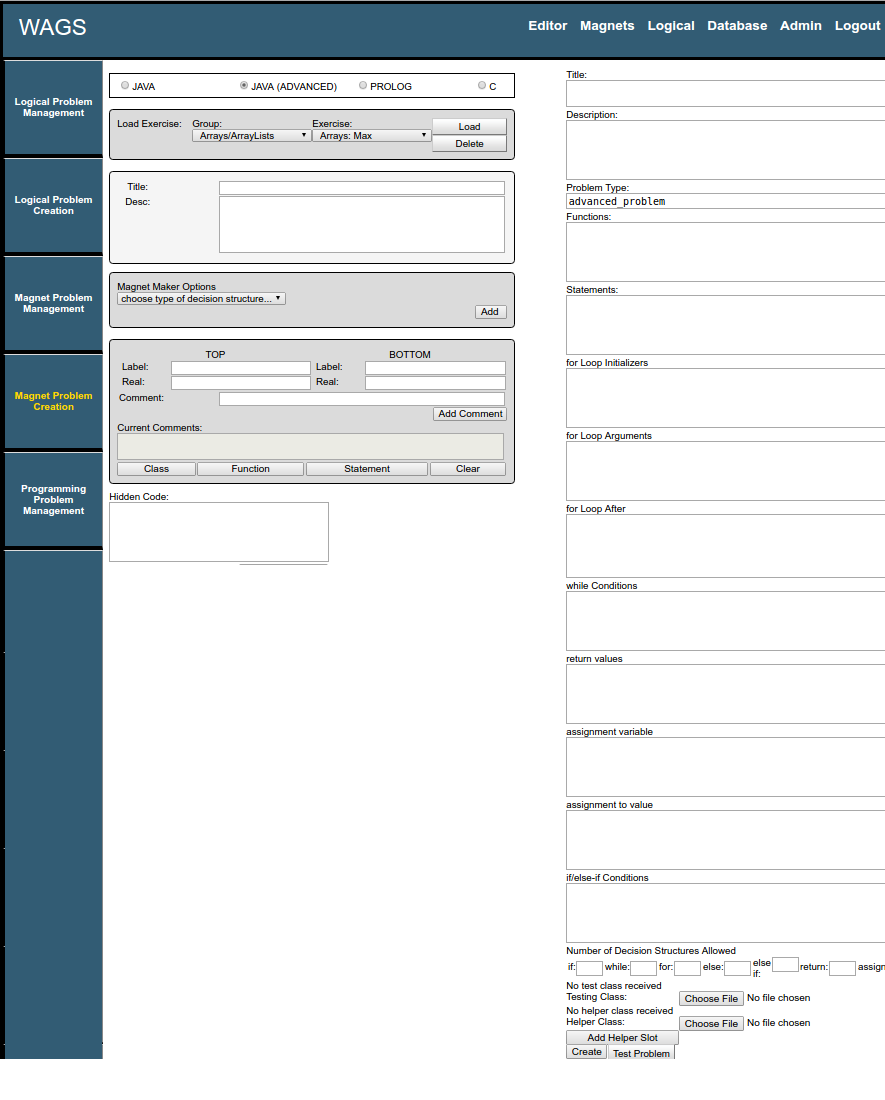 WAGS
Editor Magnets Logical Database Admin Logout
Logical Problem
Management
Logical Problem
Creation
Magnet Problem
Management
Magnet Problem
Creation
Programming
Problem
Management
JAVA JAVA (ADVANCED) PROLOG C
Load Exercise: Group: Exercise:
Arrays/ArrayLists Arrays: Max Load
Delete
Title:
Desc:
Magnet Maker Options
choose type of decision structure...
Add
TOP BOTTOM
Label: Label:
Real: Real:
Comment:
Add Comment
Current Comments:
Class Function Statement Clear
Hidden Code:
Title:
Description:
Problem Type:
advanced_problem
Functions:
Statements:
for Loop Initializers
for Loop Arguments
for Loop After
while Conditions
return values
assignment variable
assignment to value
if/else-if Conditions
Number of Decision Structures Allowed
if: while: for: else: else if: return: assign
No test class received
Testing Class: Choose File No file chosen
No helper class received
Helper Class: Choose File No file chosen
Add Helper Slot
Create Test Problem